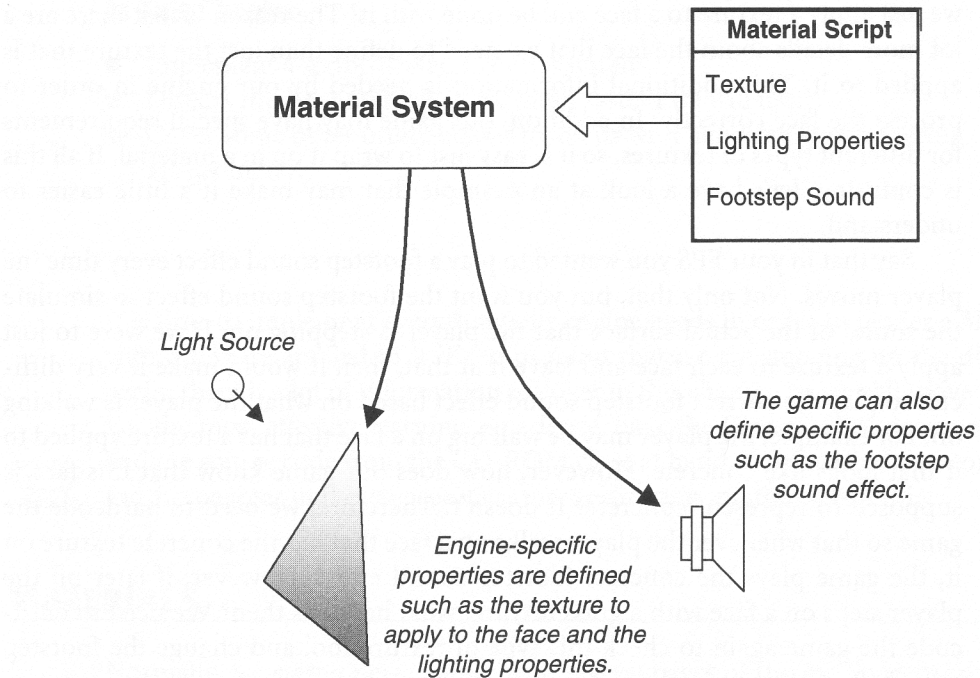 Material Script
Texture
Lighting Properties
Footstep Sound
Material System
Light Source
The game can also
define specific properties
such as the footstep
sound effect.
Engine-specific
properties are defined
such as the texture to
apply to the face and the
lighting properties.